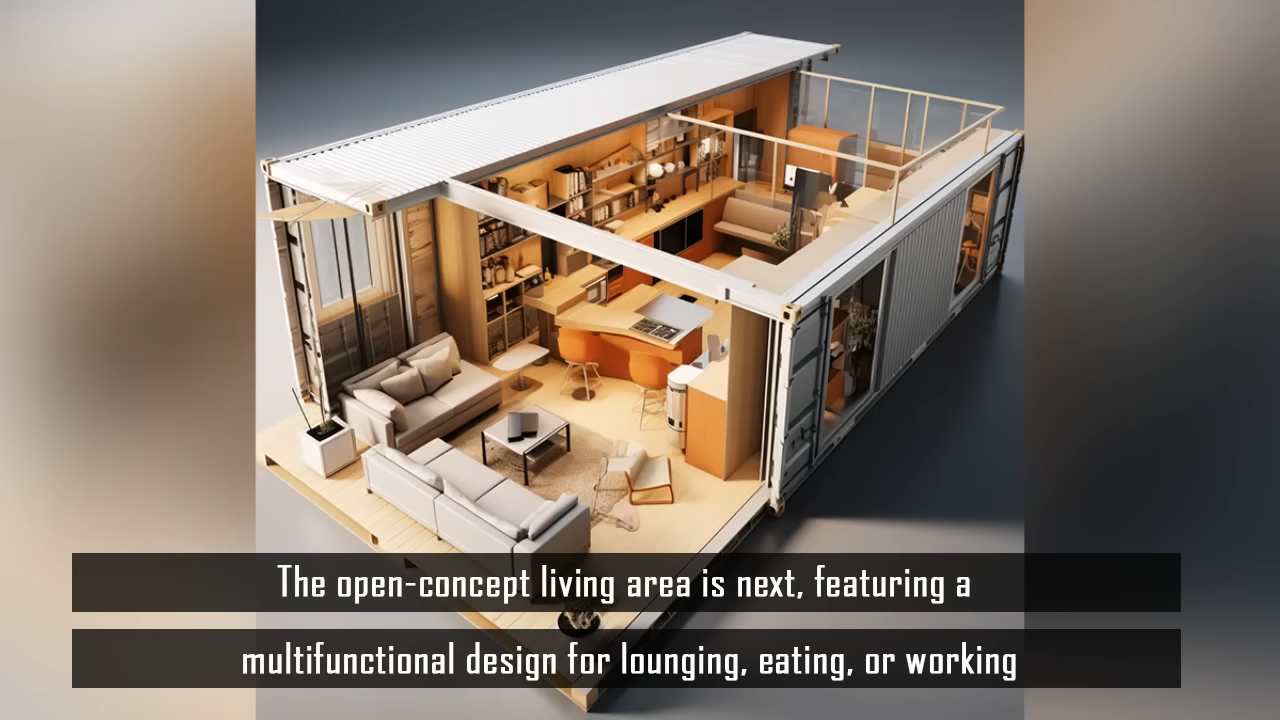 The open-concept living area is next, featuring a
multifunctional design for lounging, eating, or working